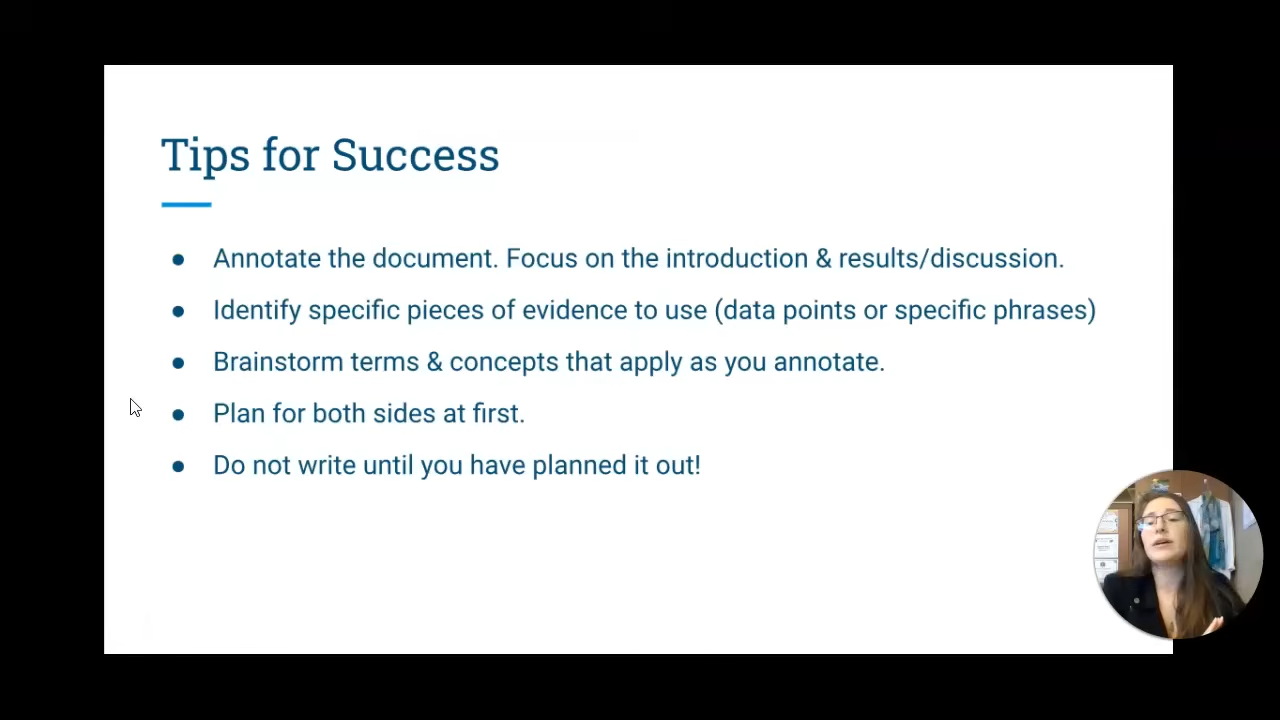 Tips for Success
● Annotate the document. Focus on the introduction & results/discussion.
● Identify specific pieces of evidence to use (data points or specific phrases)
● Brainstorm terms & concepts that apply as you annotate.
● Plan for both sides at first.
● Do not write until you have planned it out!